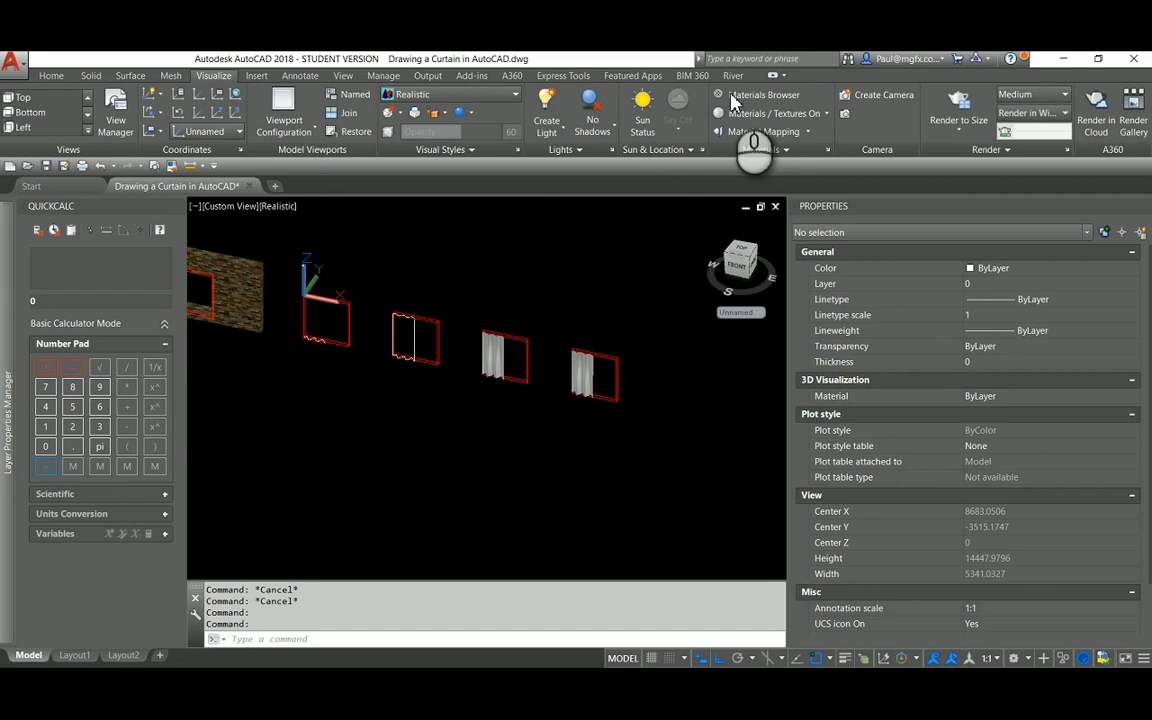 Autodesk AutoCAD 2018 - STUDENT VERSION Drawing a Curtain in AutoCAD.dwg
Type a keyword or phrase
Paul@mgfx.co...
Home Solid Surface Mesh Visualize Insert Annotate View Manage Output Add-ins A360 Express Tools Featured Apps BIM 360 River
Top
Bottom
Left
View
Manager
Unnamed
Viewport
Configuration
Named
Join
Restore
Realistic
Opacity 60
Create
Light
No
Shadows
Sun
Status
Sky Off
Materials Browser
Materials / Textures On
Create Camera
Render to Size
Medium
Render in Wi...
Render in
Cloud
Render
Gallery
Views Coordinates Model Viewports Visual Styles Lights Sun & Location Camera Render A360
Start Drawing a Curtain in AutoCAD*
QUICKCALC
0
Basic Calculator Mode
Number Pad
√ / 1/x
7 8 9 * x^
4 5 6 + x^
1 2 3 - x^
0 . pi ( )
= M M M M
Scientific
Units Conversion
Variables
Layer Properties Manager
[−][Custom View][Realistic]
Z
Y
X
TOP
FRONT
W
S
E
Unnamed
PROPERTIES
No selection
General
Color ByLayer
Layer 0
Linetype ByLayer
Linetype scale 1
Lineweight ByLayer
Transparency ByLayer
Thickness 0
3D Visualization
Material ByLayer
Plot style
Plot style ByColor
Plot style table None
Plot table attached to Model
Plot table type Not available
View
Center X 8683.0506
Center Y -3515.1747
Center Z 0
Height 14447.9796
Width 5341.0327
Misc
Annotation scale 1:1
UCS icon On Yes
Command: *Cancel*
Command: *Cancel*
Command:
Command:
Type a command
Model Layout1 Layout2
MODEL
1:1